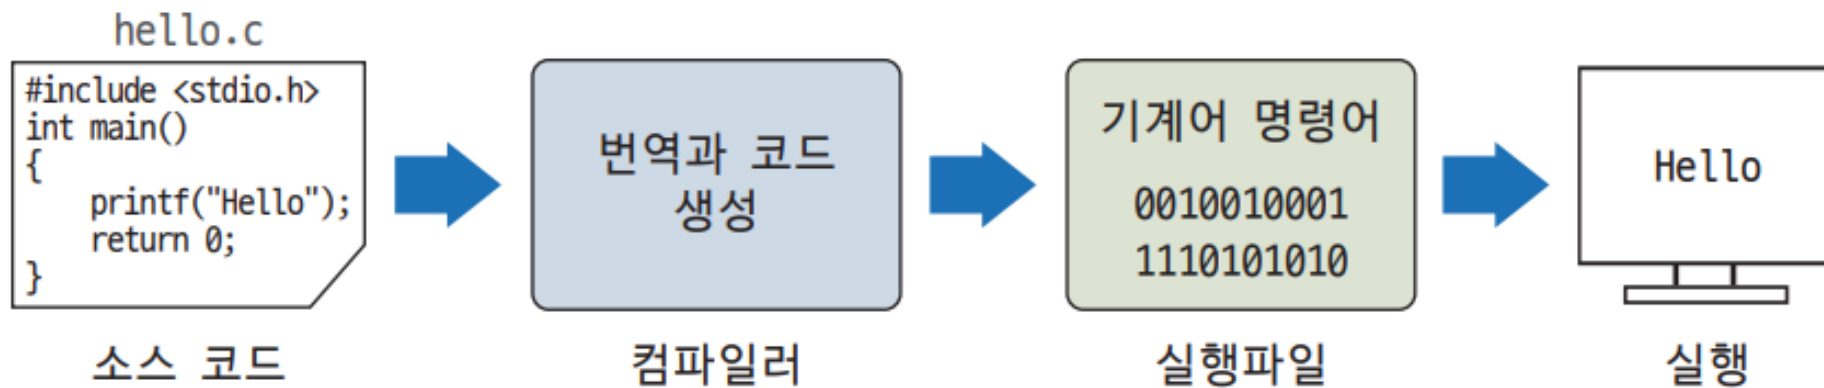 hello.c
#include <stdio.h>
int main()
{
    printf("Hello");
    return 0;
}
소스 코드
번역과 코드
생성
컴파일러
기계어 명령어
0010010001
1110101010
실행파일
Hello
실행